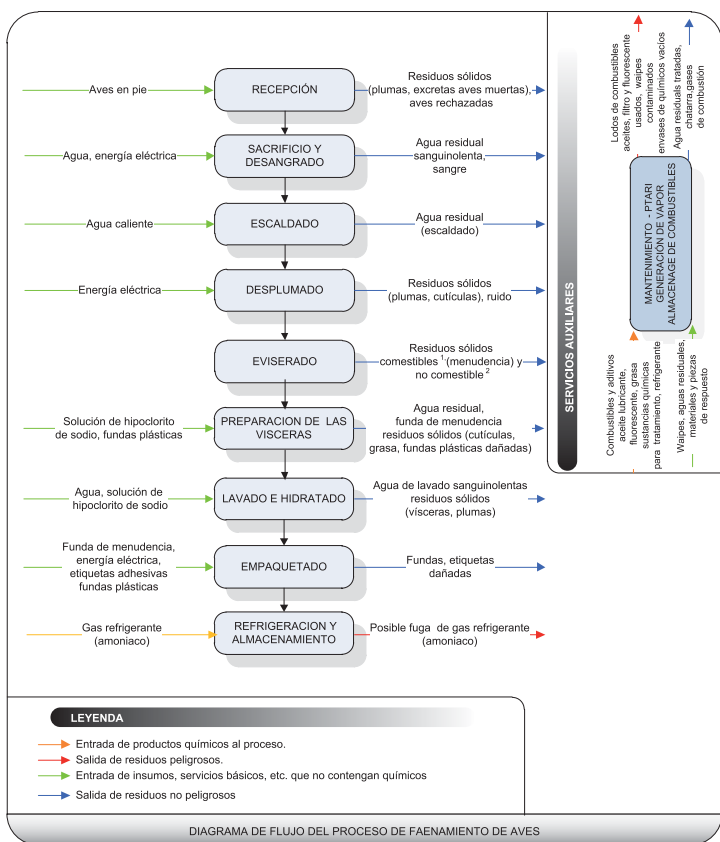 Aves en pie
RECEPCIÓN
Residuos sólidos
(plumas, excretas aves muertas),
aves rechazadas
Agua, energía eléctrica
SACRIFICIO Y
DESANGRADO
Agua residual
sanguinolenta,
sangre
Agua caliente
ESCALDADO
Agua residual
(escaldado)
Energía eléctrica
DESPLUMADO
Residuos sólidos
(plumas, cutículas), ruido
EVISERADO
Residuos sólidos
comestibles 1 (menudencia) y
no comestible 2
Solución de hipoclorito
de sodio, fundas plásticas
PREPARACION DE LAS
VISCERAS
Agua residual,
funda de menudencia
residuos sólidos (cutículas,
grasa, fundas plásticas dañadas)
Agua, solución de
hipoclorito de sodio
LAVADO E HIDRATADO
Agua de lavado sanguinolentas
residuos sólidos
(vísceras, plumas)
Funda de menudencia,
energía eléctrica,
etiquetas adhesivas
fundas plásticas
EMPAQUETADO
Fundas, etiquetas
dañadas
Gas refrigerante
(amoniaco)
REFRIGERACION Y
ALMACENAMIENTO
Posible fuga de gas refrigerante
(amoniaco)
SERVICIOS AUXILIARES
Lodos de combustibles
aceites, filtro y fluorescente
usados, waipes
contaminados
envases de químicos vacíos
Agua residuals tratadas,
chatarra,gases
de combustión
MANTENIMIENTO - PTARI
GENERACIÓN DE VAPOR
ALMACENAGE DE COMBUSTIBLES
Combustibles y aditivos
aceite lubricante,
fluorescente, grasa
sustancias químicas
para tratamiento, refrigerante
Waipes, aguas residuales,
materiales y piezas
de respuesto
LEYENDA
Entrada de productos químicos al proceso.
Salida de residuos peligrosos.
Entrada de insumos, servicios básicos, etc. que no contengan químicos
Salida de residuos no peligrosos
DIAGRAMA DE FLUJO DEL PROCESO DE FAENAMIENTO DE AVES